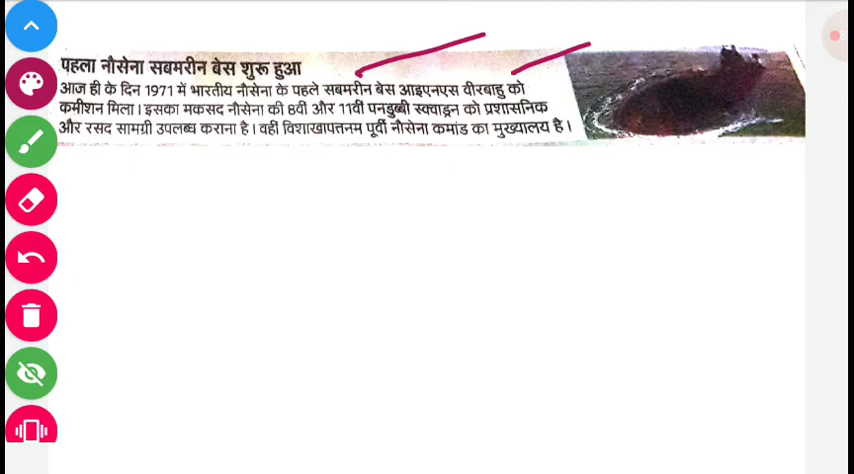 पहला नौसेना सबमरीन बेस शुरू हुआ
आज ही के दिन 1971 में भारतीय नौसेना के पहले सबमरीन बेस आइएनएस वीरबाहु को
कमीशन मिला। इसका मकसद नौसेना की 8वीं और 11वीं पनडुब्बी स्क्वाड्रन को प्रशासनिक
और रसद सामग्री उपलब्ध कराना है। वहीं विशाखापत्तनम पूर्वी नौसेना कमांड का मुख्यालय है।